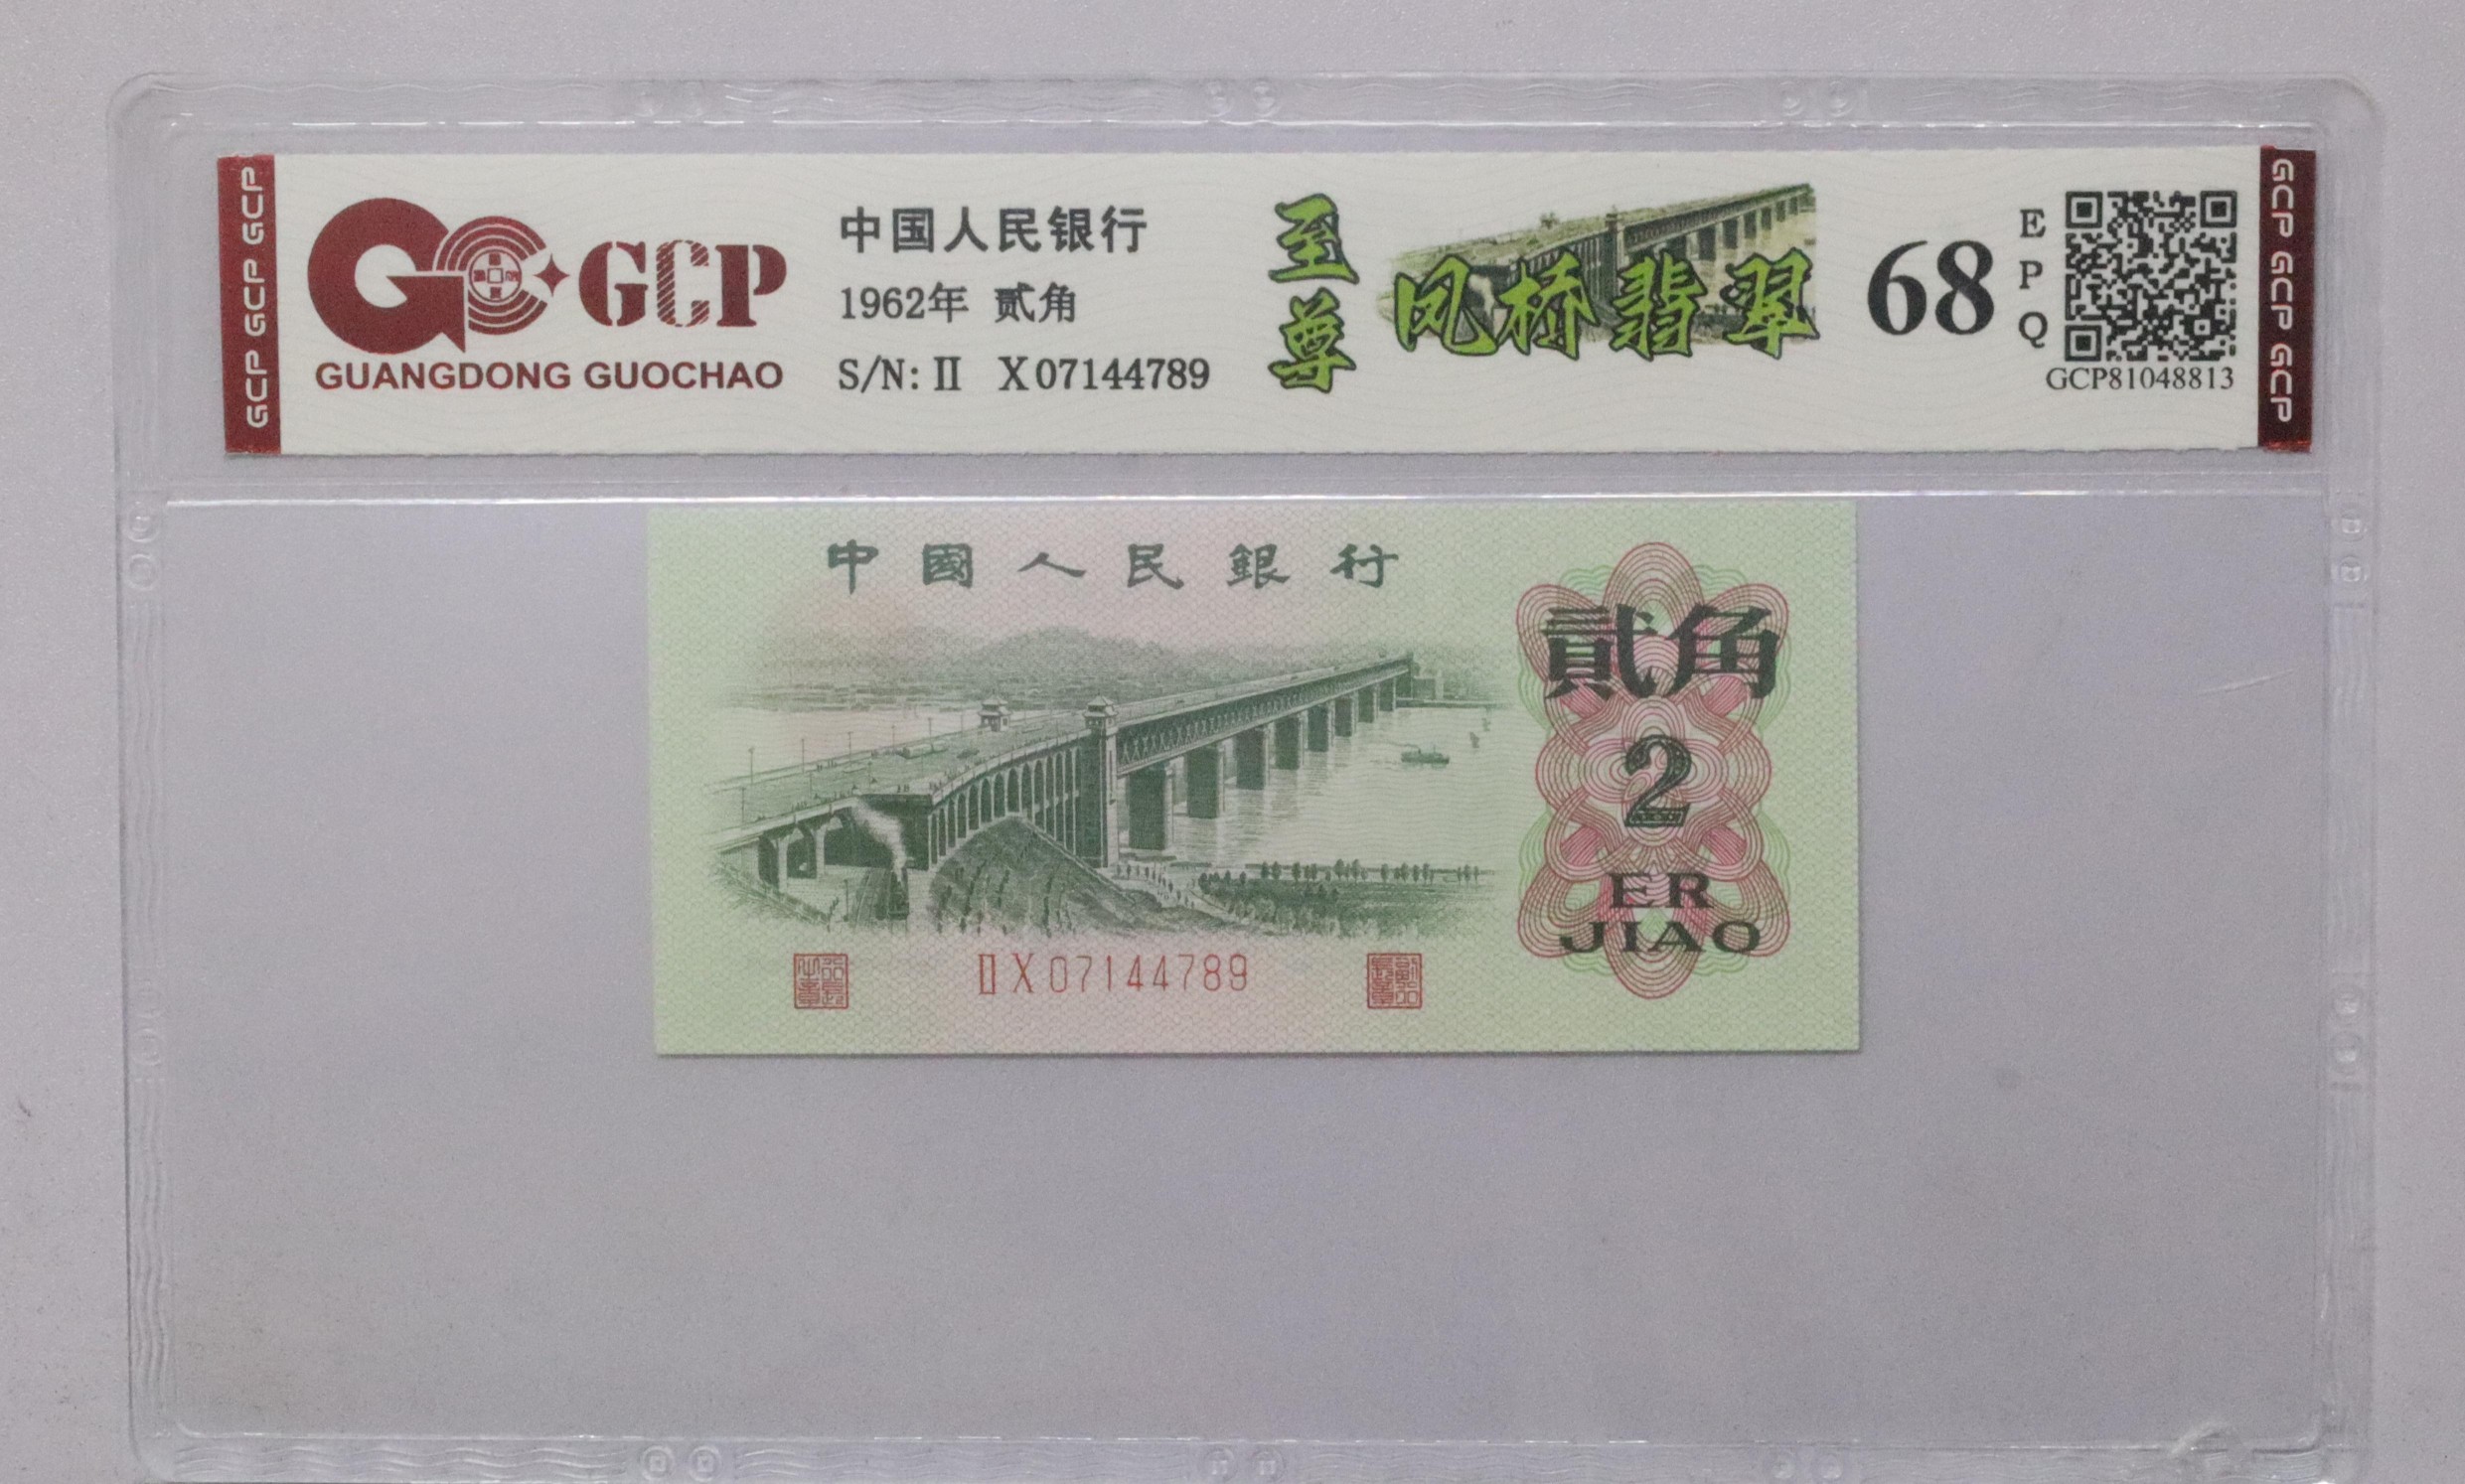 GCP GCP GCP
GCP
GUANGDONG GUOCHAO
中国人民银行
1962年 贰角
S/N: II X07144789
至尊
风桥翡翠
68
EPQ
GCP81048813
GCP GCP GCP
中國人民銀行
貳角
2
ER
JIAO
II X07144789